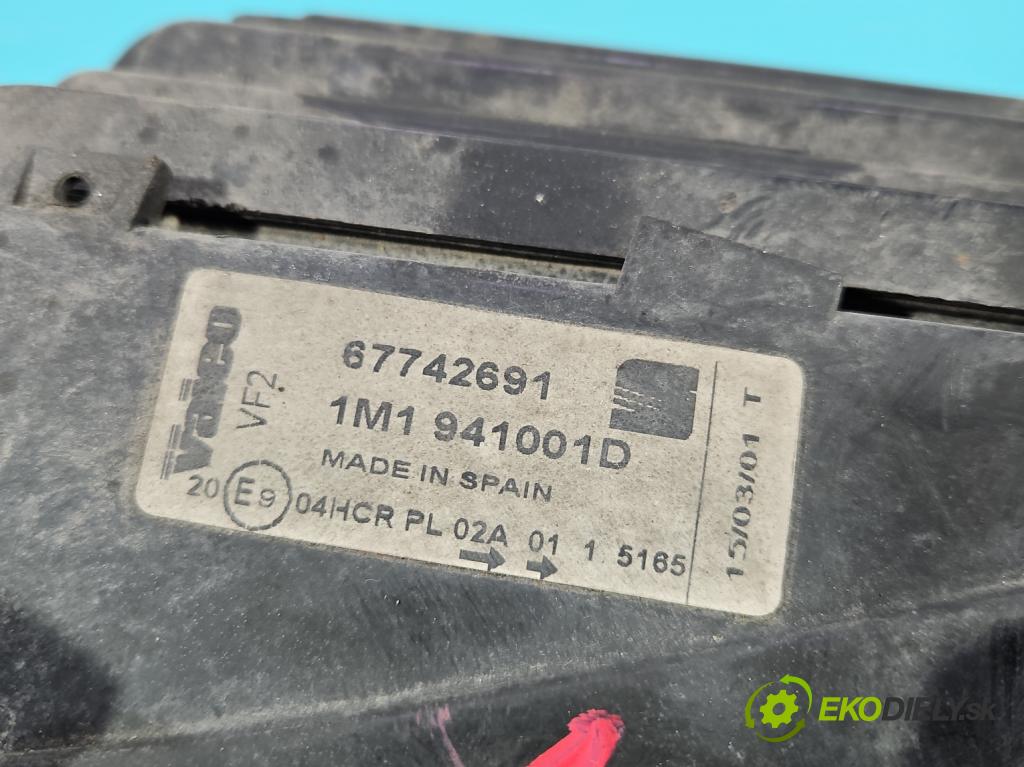 Valeo
VF2
67742691
1M1 941001D
MADE IN SPAIN
20 E9 04HCR PL 02A 01 1 5165
15/03/01 T
EKODIELY.sk